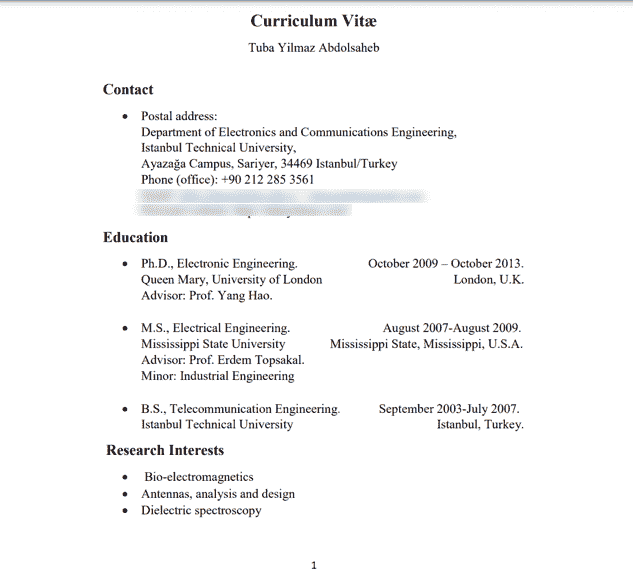 Curriculum Vitæ
Tuba Yilmaz Abdolsaheb
Contact
• Postal address:
Department of Electronics and Communications Engineering,
Istanbul Technical University,
Ayazağa Campus, Sariyer, 34469 Istanbul/Turkey
Phone (office): +90 212 285 3561
Education
• Ph.D., Electronic Engineering. October 2009 – October 2013.
Queen Mary, University of London London, U.K.
Advisor: Prof. Yang Hao.
• M.S., Electrical Engineering. August 2007-August 2009.
Mississippi State University Mississippi State, Mississippi, U.S.A.
Advisor: Prof. Erdem Topsakal.
Minor: Industrial Engineering
• B.S., Telecommunication Engineering. September 2003-July 2007.
Istanbul Technical University Istanbul, Turkey.
Research Interests
• Bio-electromagnetics
• Antennas, analysis and design
• Dielectric spectroscopy
1